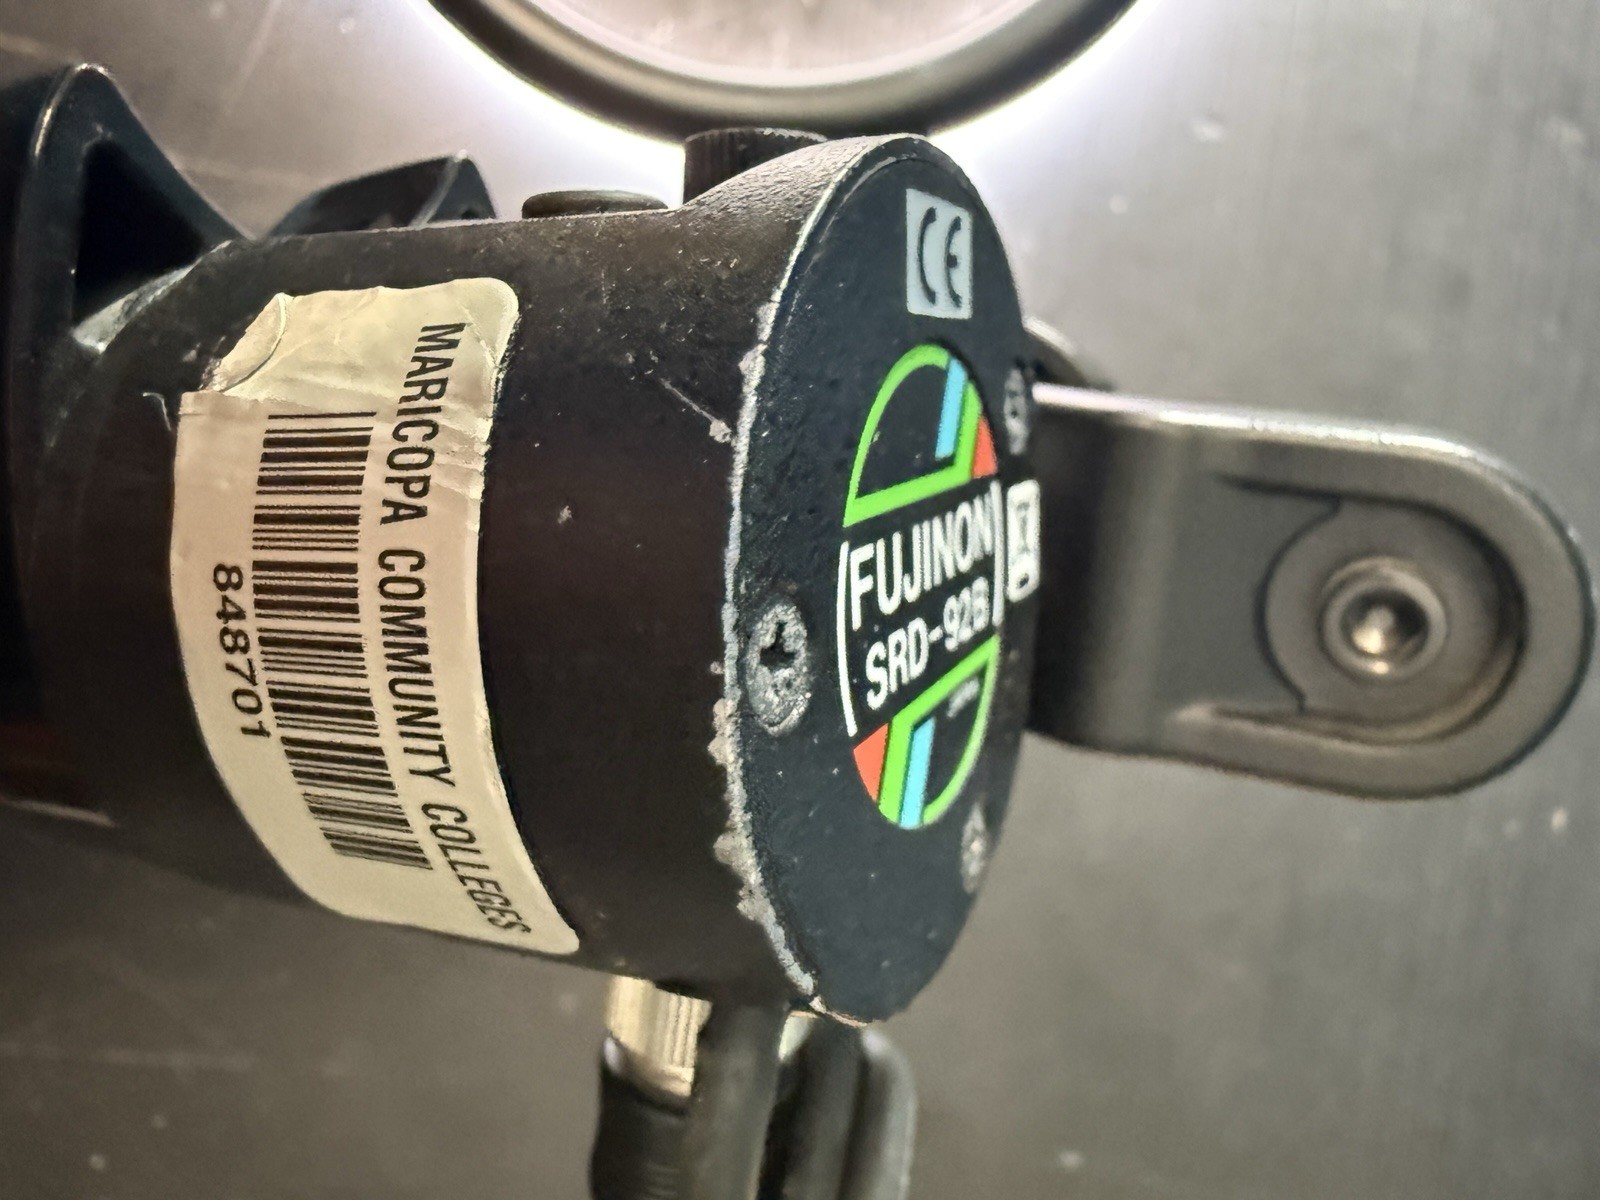 MARICOPA COMMUNITY COLLEGES
848701
CE
FUJINON
SRD-92B